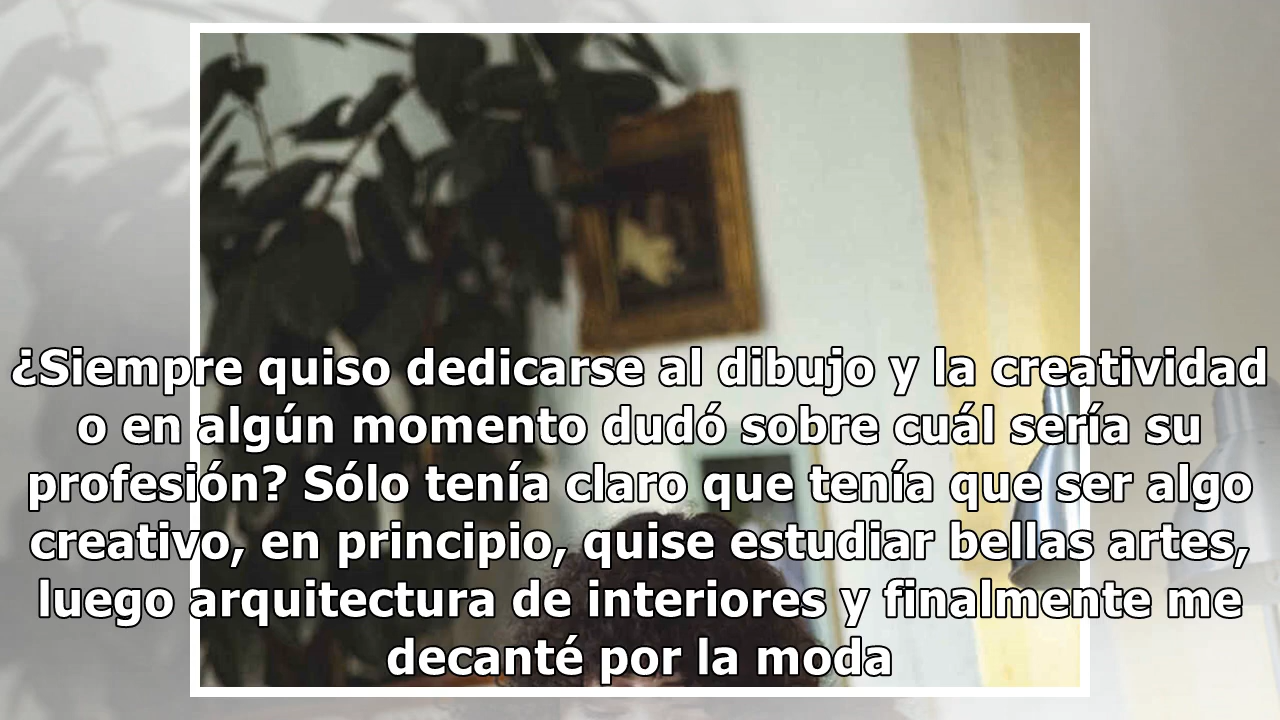 ¿Siempre quiso dedicarse al dibujo y la creatividad
o en algún momento dudó sobre cuál sería su
profesión? Sólo tenía claro que tenía que ser algo
creativo, en principio, quise estudiar bellas artes,
luego arquitectura de interiores y finalmente me
decanté por la moda